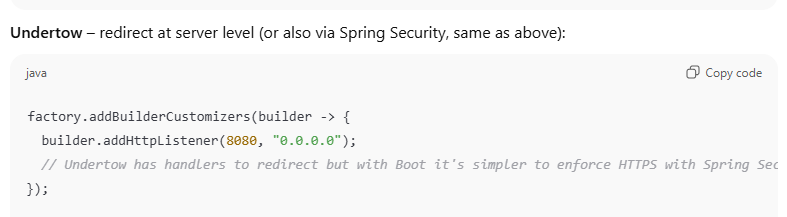 Undertow – redirect at server level (or also via Spring Security, same as above):
java
Copy code
factory.addBuilderCustomizers(builder -> {
  builder.addHttpListener(8080, "0.0.0.0");
  // Undertow has handlers to redirect but with Boot it's simpler to enforce HTTPS with Spring Sec
});